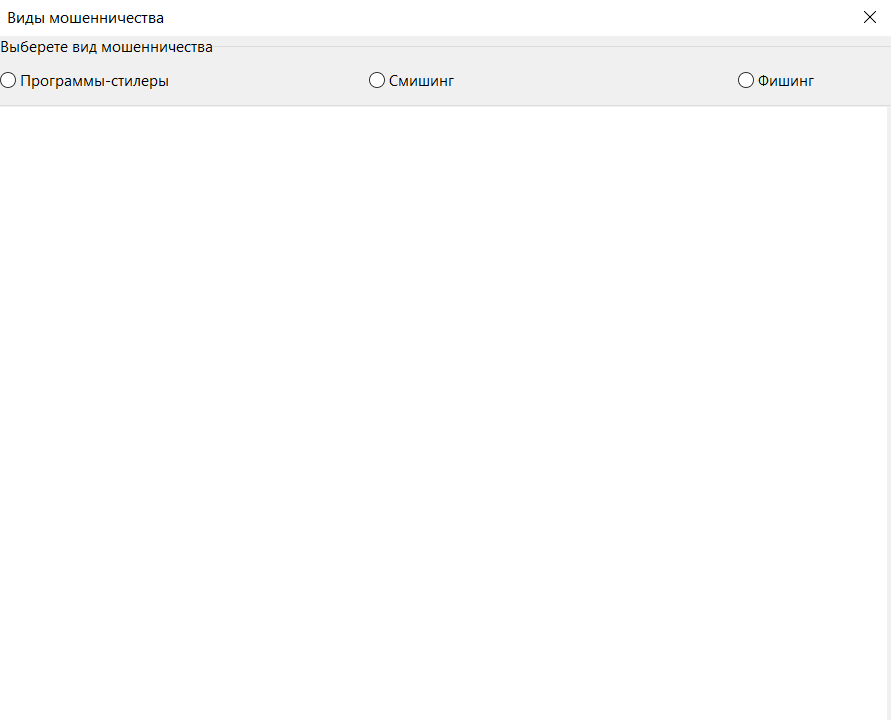 Виды мошенничества
Выберете вид мошенничества
Программы-стилеры Смишинг Фишинг